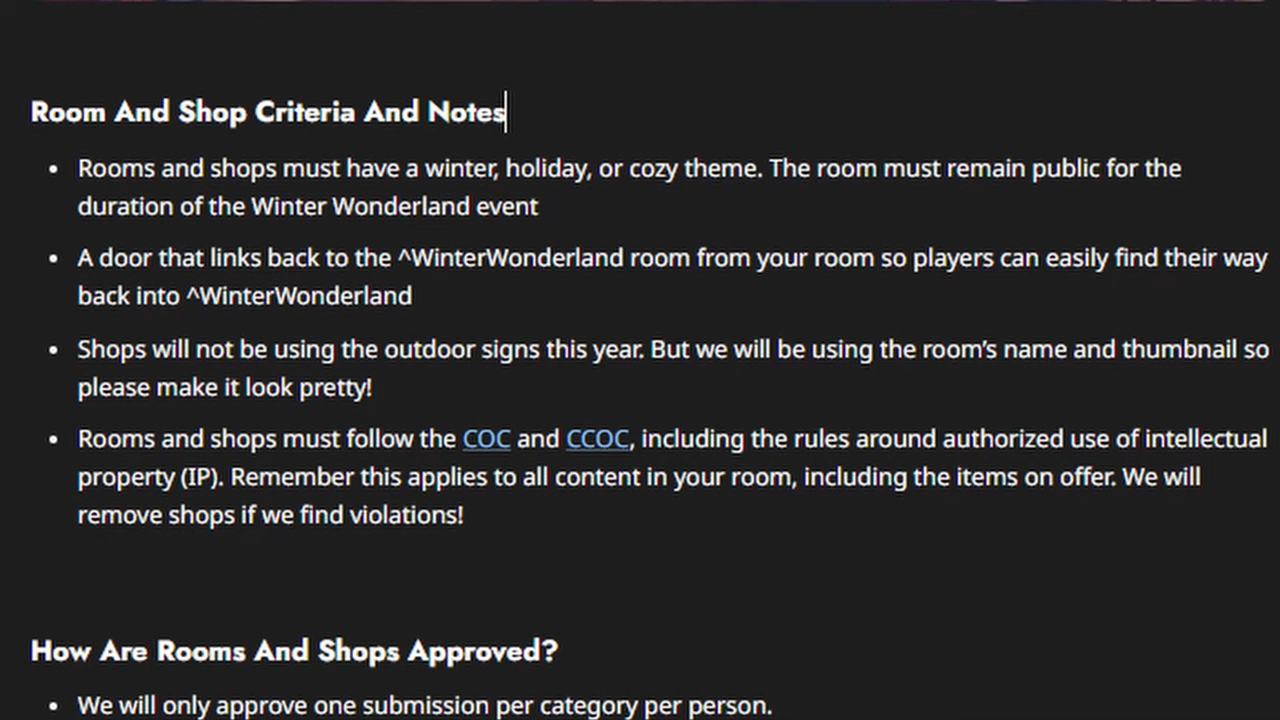 Room And Shop Criteria And Notes
• Rooms and shops must have a winter, holiday, or cozy theme. The room must remain public for the
duration of the Winter Wonderland event
• A door that links back to the ^WinterWonderland room from your room so players can easily find their way
back into ^WinterWonderland
• Shops will not be using the outdoor signs this year. But we will be using the room’s name and thumbnail so
please make it look pretty!
• Rooms and shops must follow the COC and CCOC, including the rules around authorized use of intellectual
property (IP). Remember this applies to all content in your room, including the items on offer. We will
remove shops if we find violations!
How Are Rooms And Shops Approved?
• We will only approve one submission per category per person.